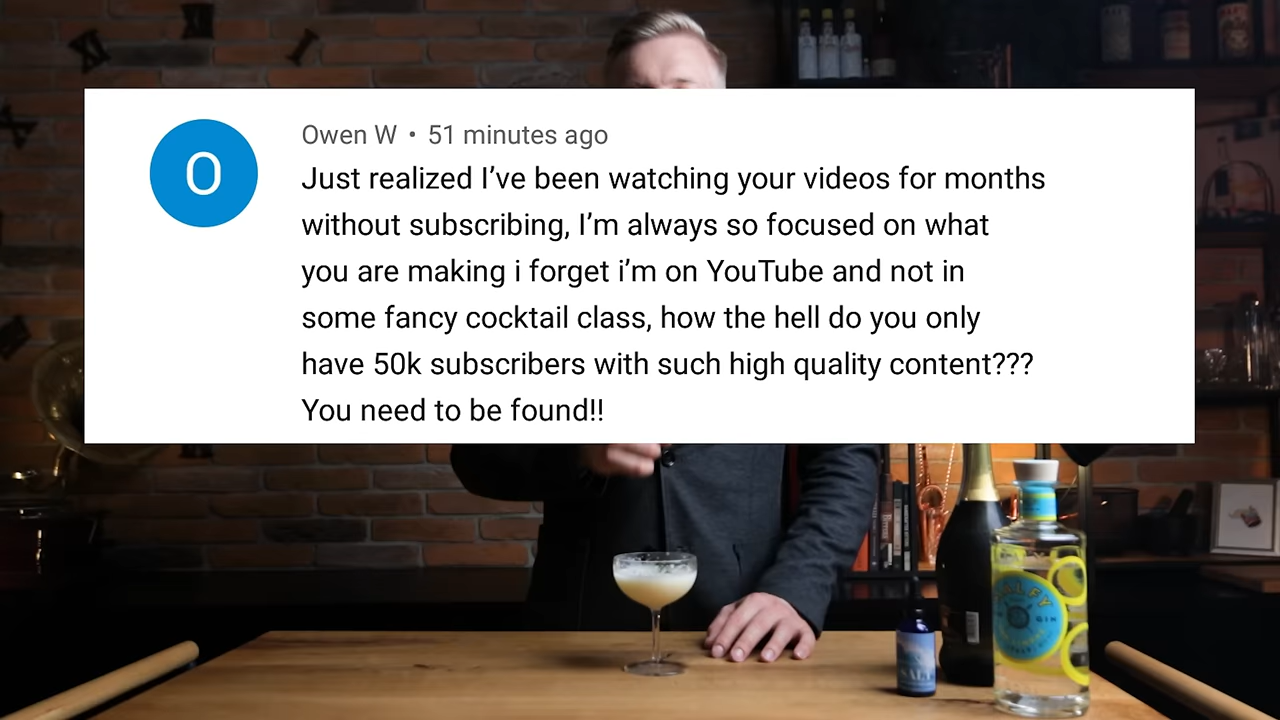 O
Owen W • 51 minutes ago
Just realized I’ve been watching your videos for months
without subscribing, I’m always so focused on what
you are making i forget i’m on YouTube and not in
some fancy cocktail class, how the hell do you only
have 50k subscribers with such high quality content???
You need to be found!!
GIN
SALT